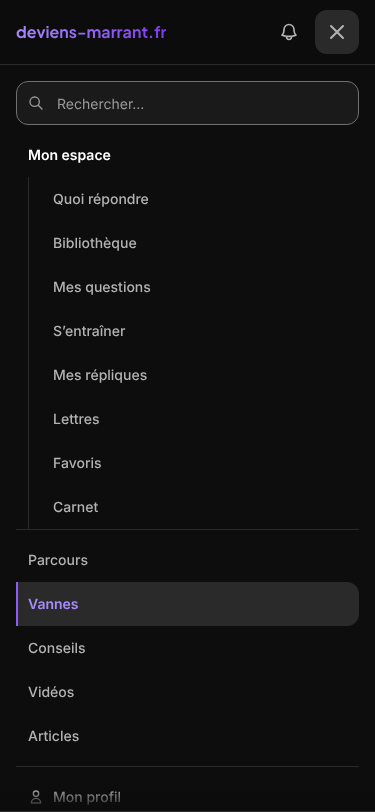 deviens-marrant.fr
Rechercher...
Mon espace
Quoi répondre
Bibliothèque
Mes questions
S'entraîner
Mes répliques
Lettres
Favoris
Carnet
Parcours
Vannes
Conseils
Vidéos
Articles
Mon profil